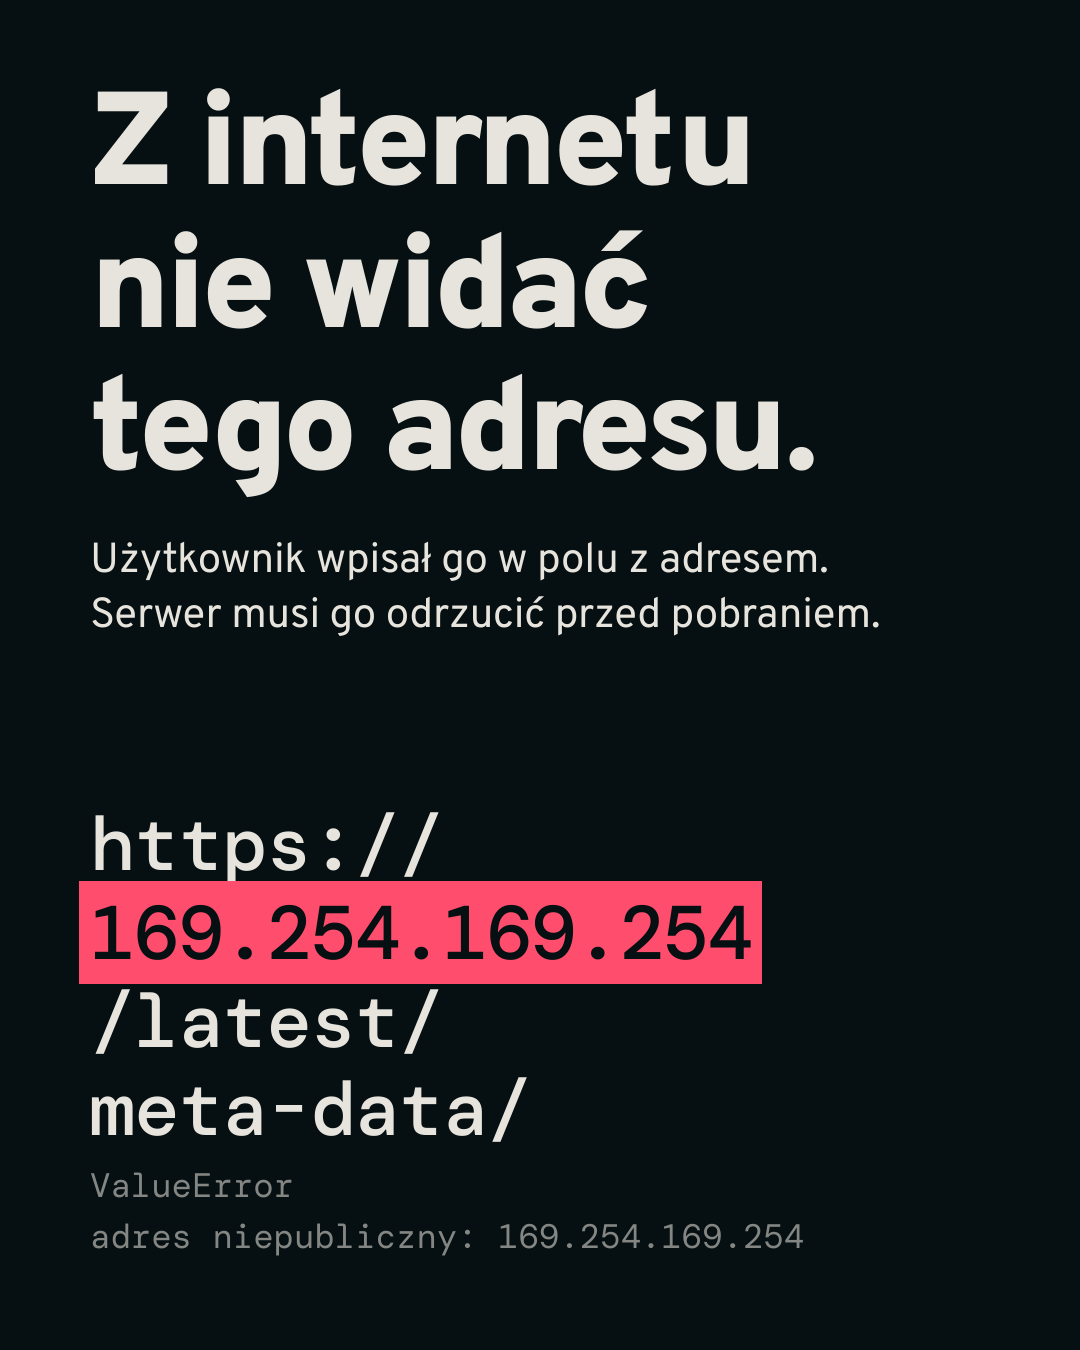 Z internetu
nie widać
tego adresu.
Użytkownik wpisał go w polu z adresem.
Serwer musi go odrzucić przed pobraniem.
https://
169.254.169.254
/latest/
meta-data/
ValueError
adres niepubliczny: 169.254.169.254